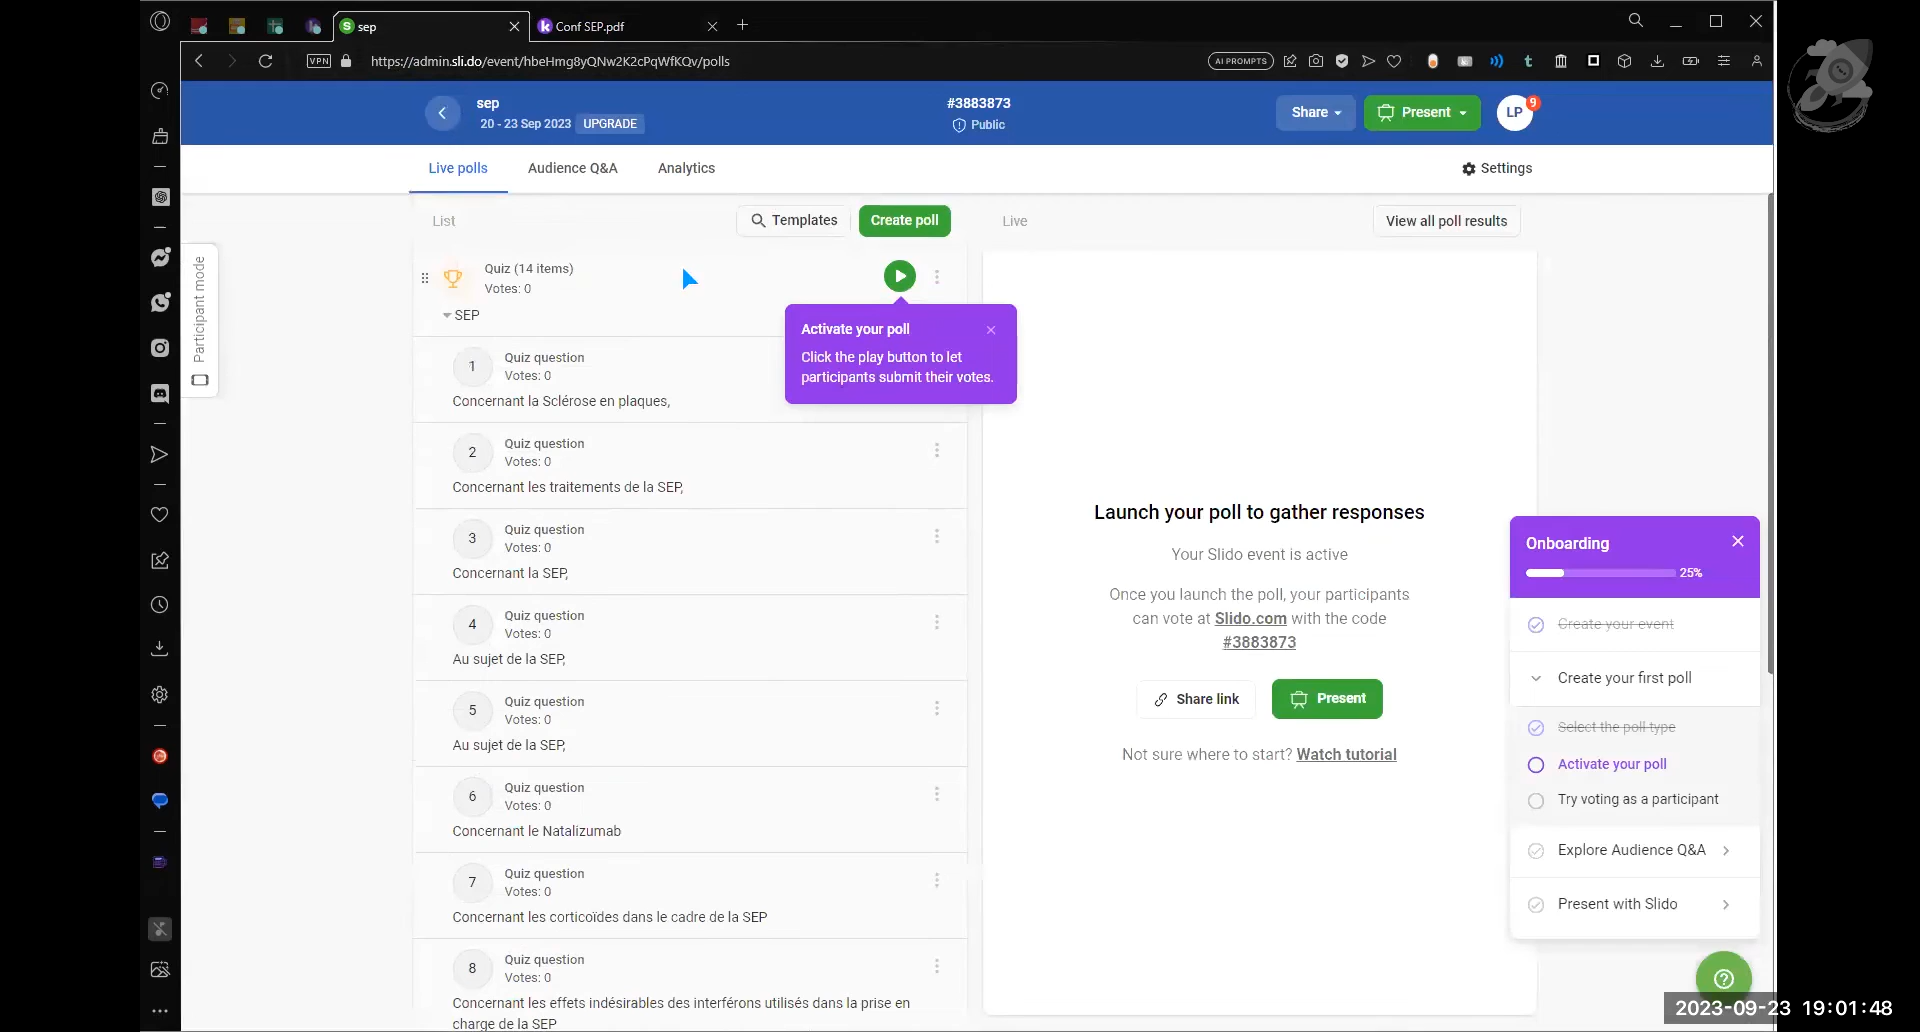 sep
Conf SEP.pdf
VPN
https://admin.sli.do/event/hbeHmg8yQNw2K2cPqWfKQv/polls
AI PROMPTS
sep
20 - 23 Sep 2023 UPGRADE
#3883873
Public
Share
Present
LP
9
Live polls
Audience Q&A
Analytics
Settings
List
Templates
Create poll
Live
View all poll results
Participant mode
Quiz (14 items)
Votes: 0
SEP
Activate your poll
Click the play button to let
participants submit their votes.
1
Quiz question
Votes: 0
Concernant la Sclérose en plaques,
2
Quiz question
Votes: 0
Concernant les traitements de la SEP,
3
Quiz question
Votes: 0
Concernant la SEP,
4
Quiz question
Votes: 0
Au sujet de la SEP,
5
Quiz question
Votes: 0
Au sujet de la SEP,
6
Quiz question
Votes: 0
Concernant le Natalizumab
7
Quiz question
Votes: 0
Concernant les corticoïdes dans le cadre de la SEP
8
Quiz question
Votes: 0
Concernant les effets indésirables des interférons utilisés dans la prise en
charge de la SEP
Launch your poll to gather responses
Your Slido event is active
Once you launch the poll, your participants
can vote at Slido.com with the code
#3883873
Share link
Present
Not sure where to start? Watch tutorial
Onboarding
25%
Create your event
Create your first poll
Select the poll type
Activate your poll
Try voting as a participant
Explore Audience Q&A
Present with Slido
2023-09-23 19:01:48